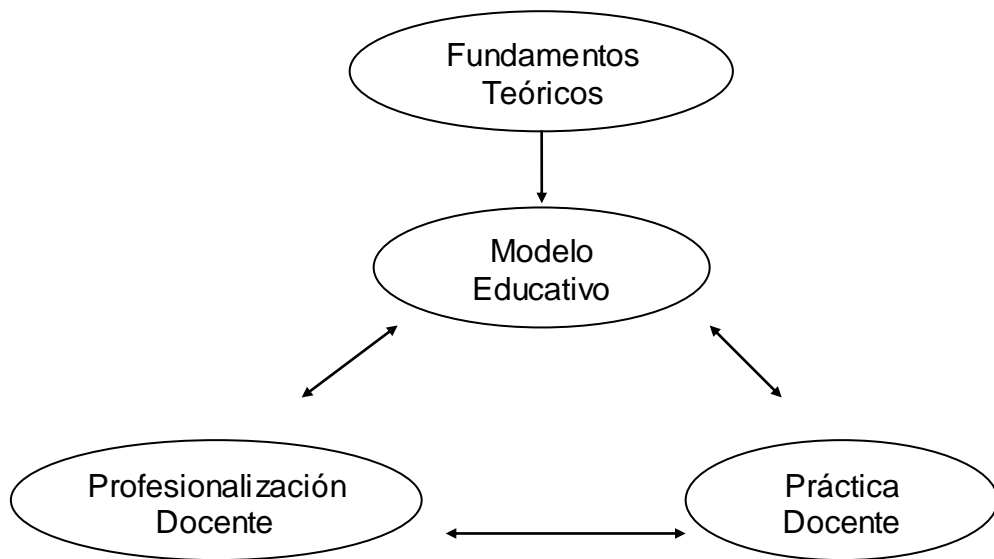 Fundamentos
Teóricos
Modelo
Educativo
Profesionalización
Docente
Práctica
Docente